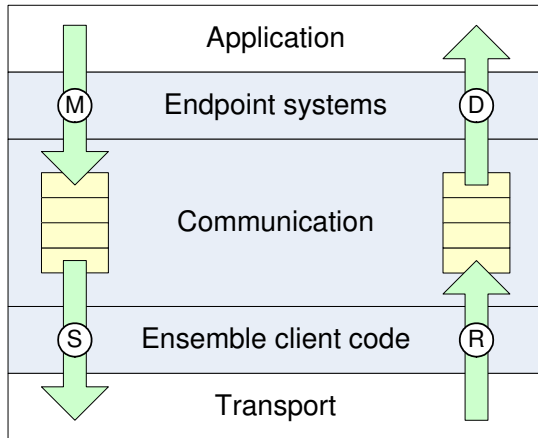 Application
M Endpoint systems D
Communication
S Ensemble client code R
Transport